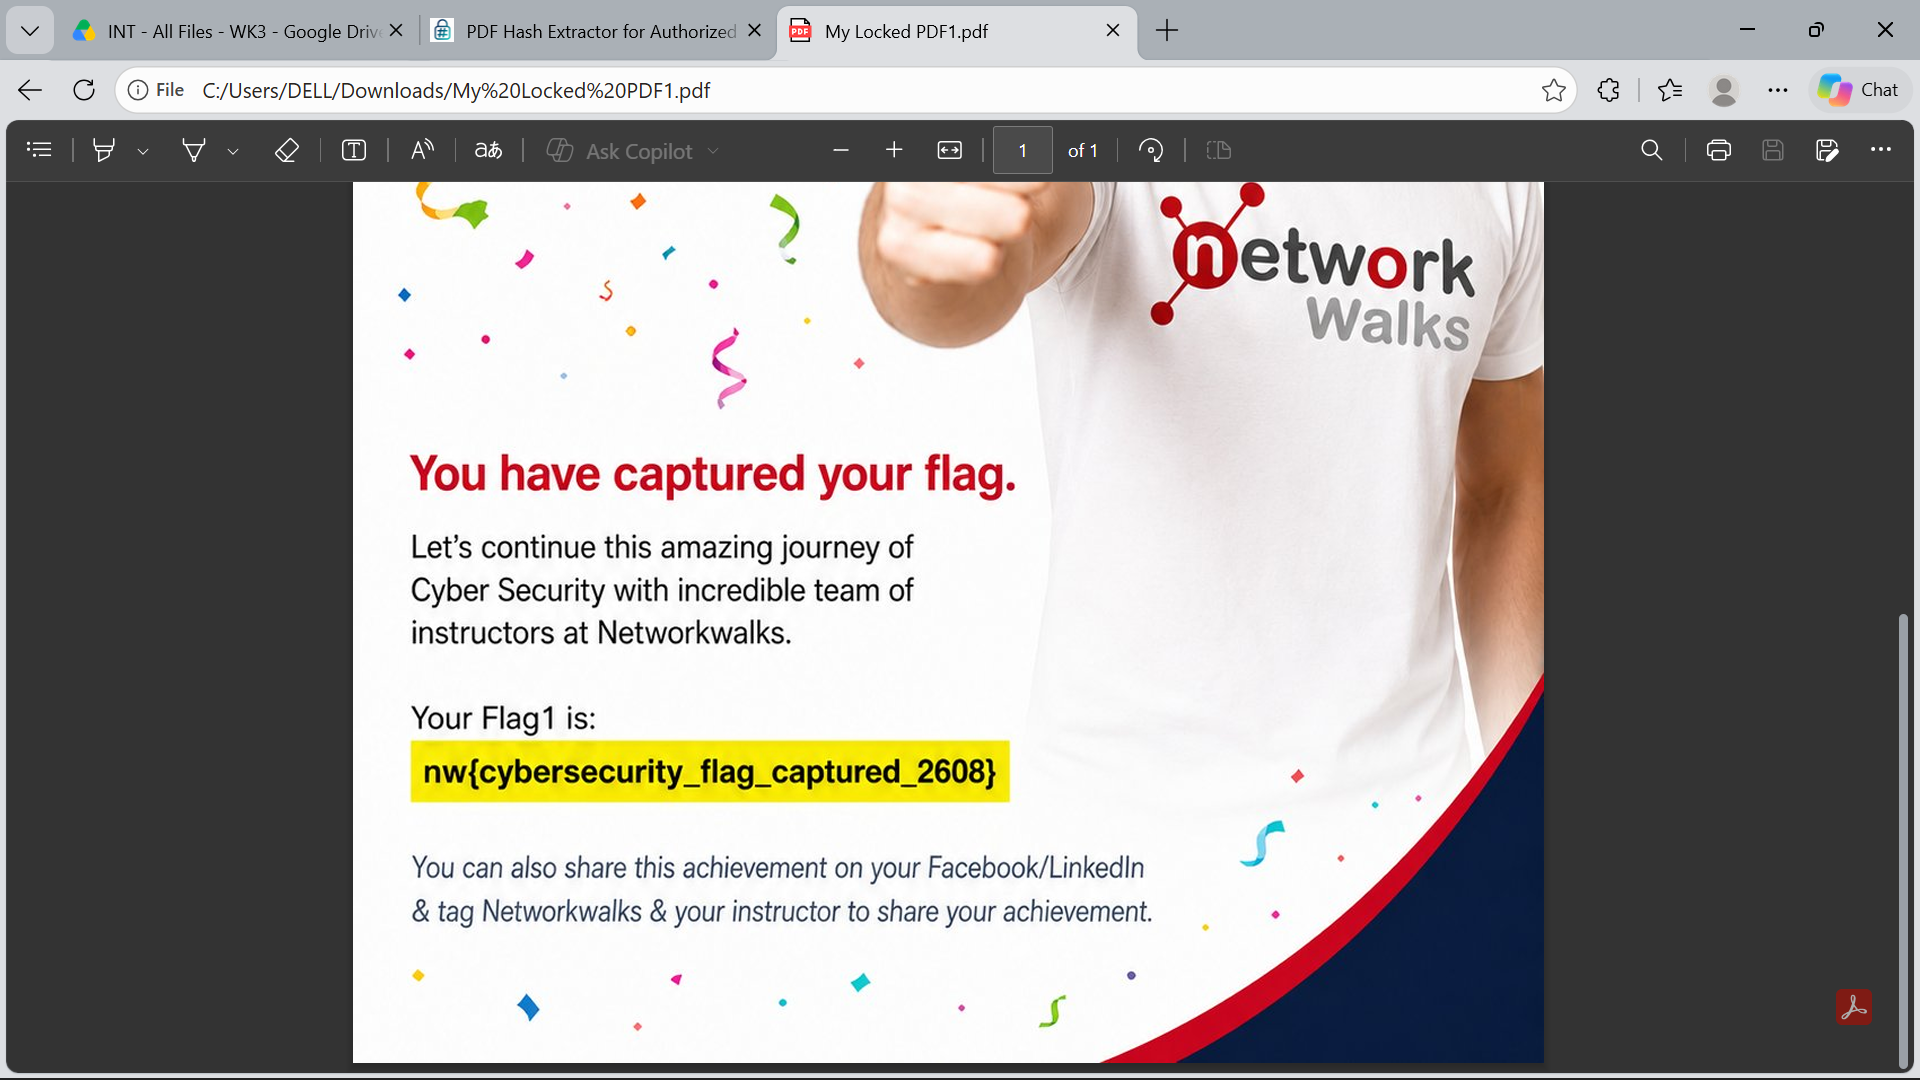 INT - All Files - WK3 - Google Drive
PDF Hash Extractor for Authorized
My Locked PDF1.pdf
File C:/Users/DELL/Downloads/My%20Locked%20PDF1.pdf
Chat
Ask Copilot
1 of 1
network
Walks
You have captured your flag.
Let's continue this amazing journey of
Cyber Security with incredible team of
instructors at Networkwalks.
Your Flag1 is:
nw{cybersecurity_flag_captured_2608}
You can also share this achievement on your Facebook/LinkedIn
& tag Networkwalks & your instructor to share your achievement.